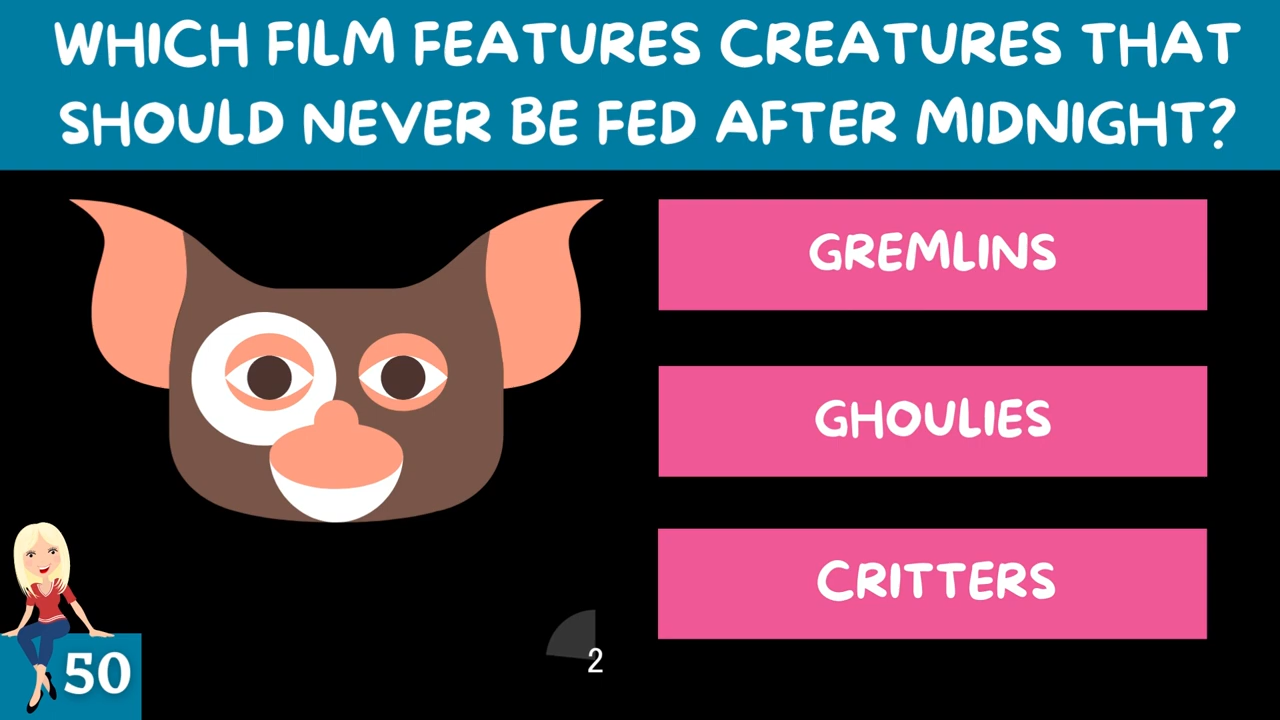 WHICH FILM FEATURES CREATURES THAT
SHOULD NEVER BE FED AFTER MIDNIGHT?
GREMLINS
GHOULIES
CRITTERS
2
50